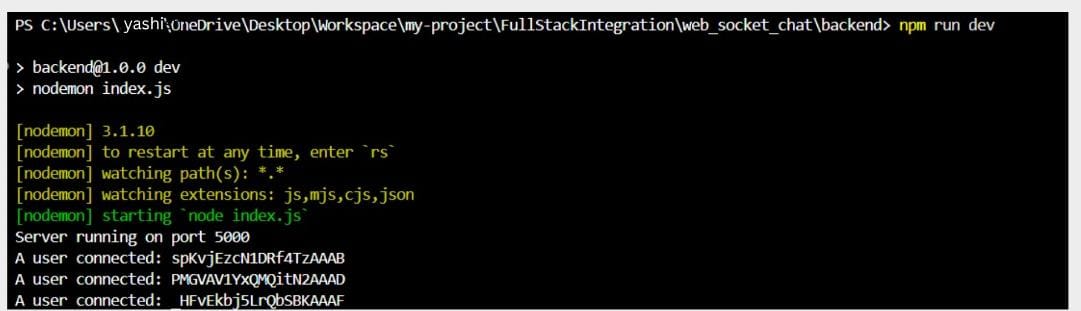 PS C:\Users\yashi\OneDrive\Desktop\Workspace\my-project\FullStackIntegration\web_socket_chat\backend> npm run dev
> backend@1.0.0 dev
> nodemon index.js
[nodemon] 3.1.10
[nodemon] to restart at any time, enter `rs`
[nodemon] watching path(s): *.*
[nodemon] watching extensions: js,mjs,cjs,json
[nodemon] starting `node index.js`
Server running on port 5000
A user connected: spKvjEzcN1DRf4TzAAAB
A user connected: PMGVAV1YxQMQitN2AAAD
A user connected: _HFvEkbj5LrQbSBKAAAF